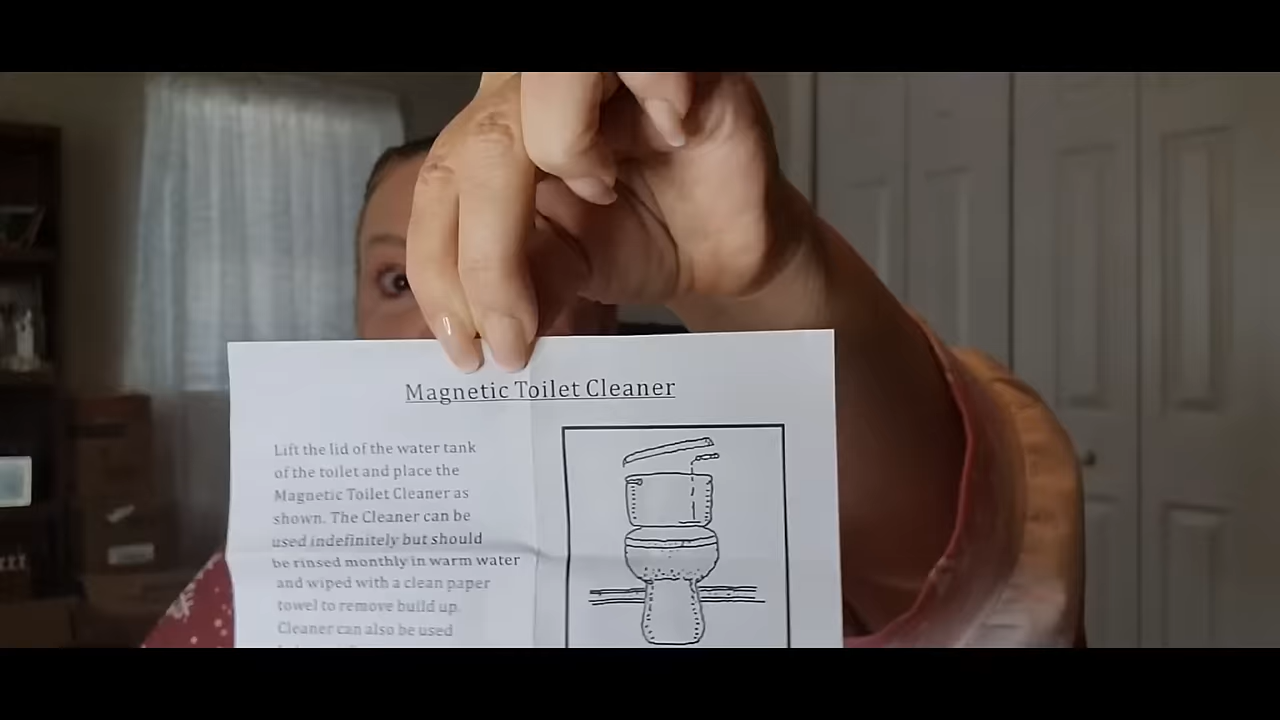 Magnetic Toilet Cleaner
Lift the lid of the water tank
of the toilet and place the
Magnetic Toilet Cleaner as
shown. The Cleaner can be
used indefinitely but should
be rinsed monthly in warm water
and wiped with a clean paper
towel to remove build up.
Cleaner can also be used